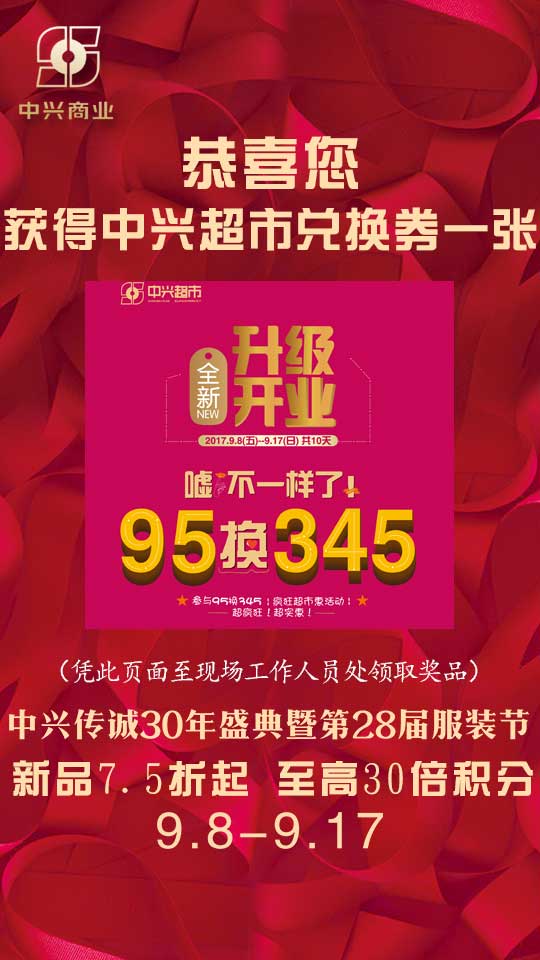 中兴商业
恭喜您
获得中兴超市兑换券一张
中兴超市
全新
NEW
升级
开业
2017.9.8(五)--9.17(日) 共10天
嘘 不一样了!
95换345
参与95换345!疯狂超市惠活动!
超疯狂!超实惠!
（凭此页面至现场工作人员处领取奖品）
中兴传诚30年盛典暨第28届服装节
新品7.5折起 至高30倍积分
9.8-9.17